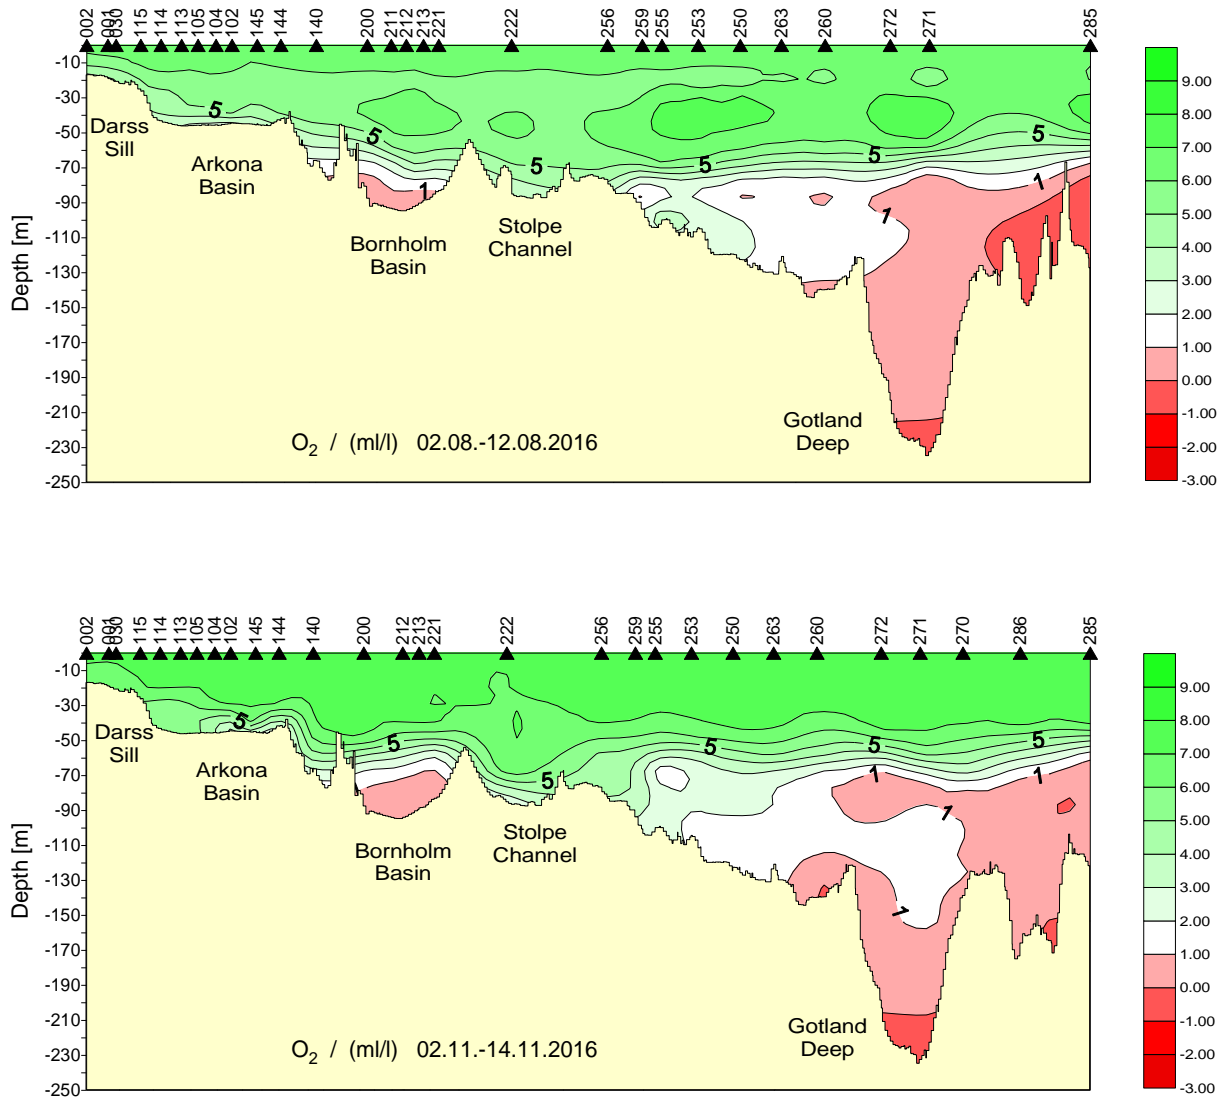 002 001 030 115 114 113 105 104 102 145 144 140 200 211 212 213 221 222 256 259 255 253 250 263 260 272 271 285
-10
-30
-50
-70
-90
-110
-130
-150
-170
-190
-210
-230
-250
Depth [m]
Darss
Sill
Arkona
Basin
Bornholm
Basin
Stolpe
Channel
Gotland
Deep
5 5 5 5 5 5
1 1 1
O2 / (ml/l) 02.08.-12.08.2016
9.00
8.00
7.00
6.00
5.00
4.00
3.00
2.00
1.00
0.00
-1.00
-2.00
-3.00
002 001 030 115 114 113 105 104 102 145 144 140 200 212 213 221 222 256 259 255 253 250 263 260 272 271 270 286 285
-10
-30
-50
-70
-90
-110
-130
-150
-170
-190
-210
-230
-250
Depth [m]
Darss
Sill
Arkona
Basin
Bornholm
Basin
Stolpe
Channel
Gotland
Deep
5 5 5 5 5 5
1 1 1 1
O2 / (ml/l) 02.11.-14.11.2016
9.00
8.00
7.00
6.00
5.00
4.00
3.00
2.00
1.00
0.00
-1.00
-2.00
-3.00